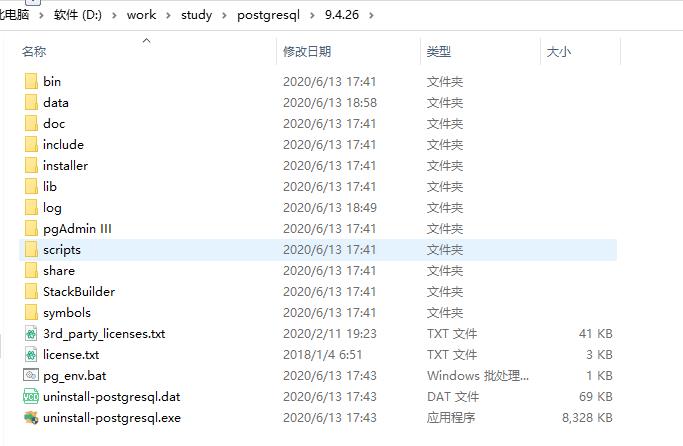 此电脑 > 软件 (D:) > work > study > postgresql > 9.4.26 >
名称 修改日期 类型 大小
bin 2020/6/13 17:41 文件夹
data 2020/6/13 18:58 文件夹
doc 2020/6/13 17:41 文件夹
include 2020/6/13 17:41 文件夹
installer 2020/6/13 17:41 文件夹
lib 2020/6/13 17:41 文件夹
log 2020/6/13 18:49 文件夹
pgAdmin III 2020/6/13 17:41 文件夹
scripts 2020/6/13 17:41 文件夹
share 2020/6/13 17:41 文件夹
StackBuilder 2020/6/13 17:41 文件夹
symbols 2020/6/13 17:41 文件夹
3rd_party_licenses.txt 2020/2/11 19:23 TXT 文件 41 KB
license.txt 2018/1/4 6:51 TXT 文件 3 KB
pg_env.bat 2020/6/13 17:43 Windows 批处理... 1 KB
uninstall-postgresql.dat 2020/6/13 17:43 DAT 文件 69 KB
uninstall-postgresql.exe 2020/6/13 17:43 应用程序 8,328 KB